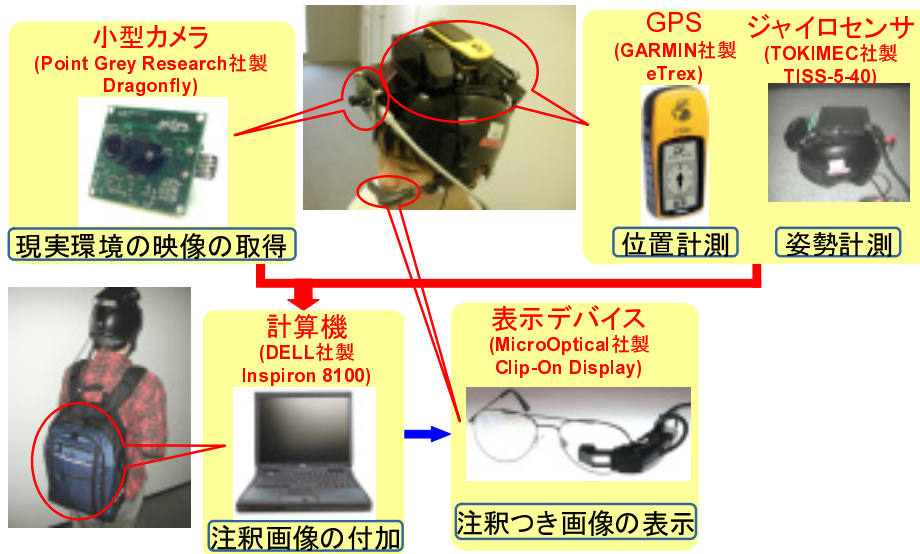 小型カメラ
(Point Grey Research社製
Dragonfly)
現実環境の映像の取得
GPS
(GARMIN社製
eTrex)
位置計測
ジャイロセンサ
(TOKIMEC社製
TISS-5-40)
姿勢計測
計算機
(DELL社製
Inspiron 8100)
注釈画像の付加
表示デバイス
(MicroOptical社製
Clip-On Display)
注釈つき画像の表示